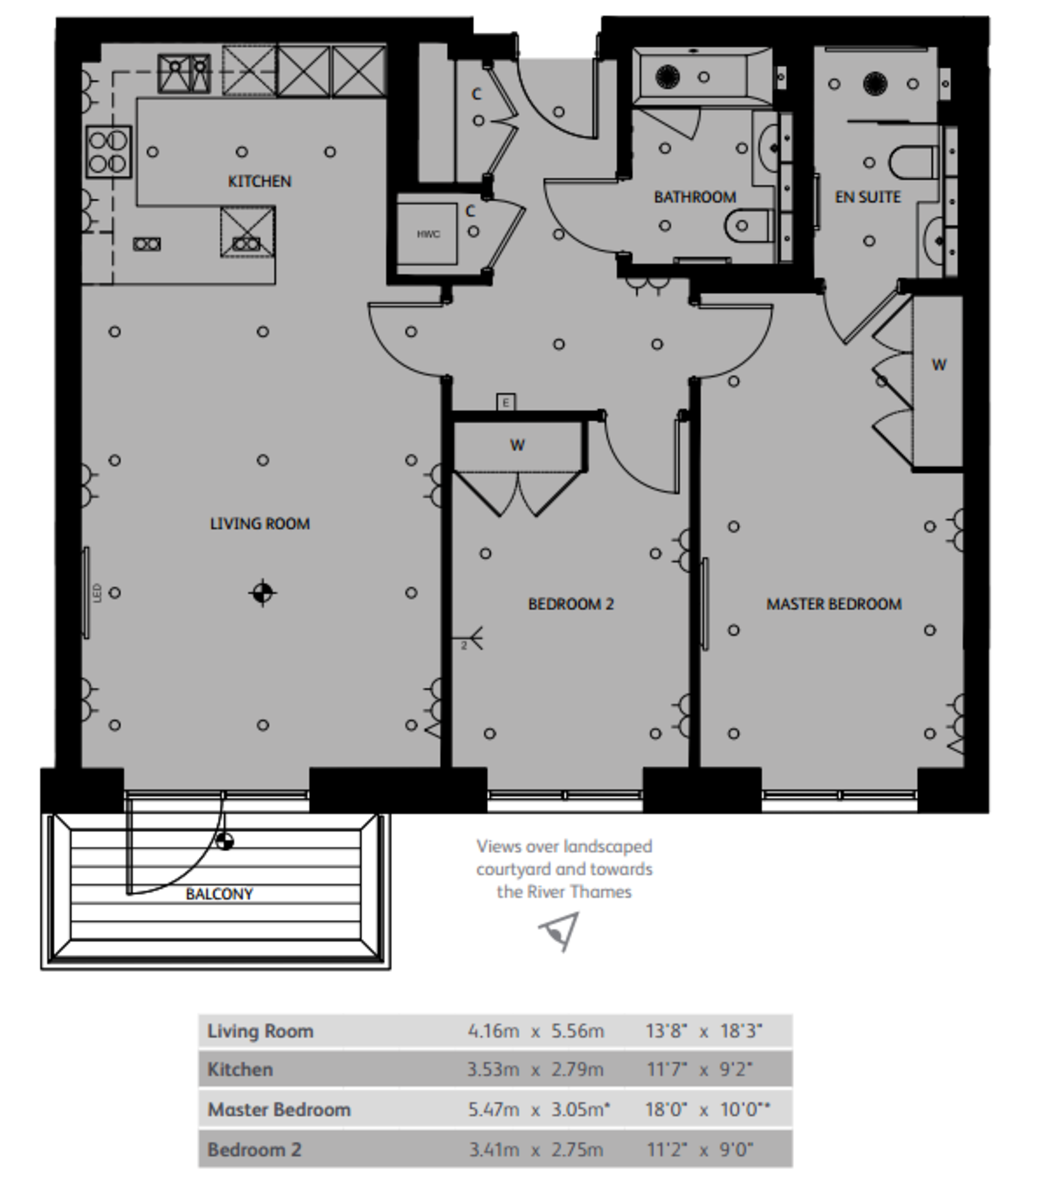 C
KITCHEN
BATHROOM
EN SUITE
C
HWC
W
E
W
LIVING ROOM
LED
BEDROOM 2
MASTER BEDROOM
2
Views over landscaped
courtyard and towards
the River Thames
BALCONY
Living Room 4.16m x 5.56m 13'8" x 18'3"
Kitchen 3.53m x 2.79m 11'7" x 9'2"
Master Bedroom 5.47m x 3.05m* 18'0" x 10'0"*
Bedroom 2 3.41m x 2.75m 11'2" x 9'0"